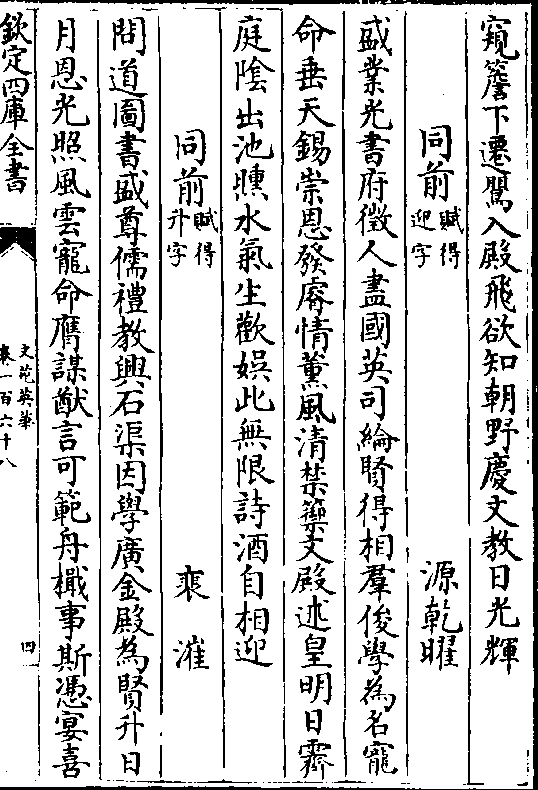 窺簷下遷鶯入殿飛欲知朝野慶文教日光輝
同前賦得迎字 源乾曜
盛業光書府徴人盡國英司綸賢得相羣俊學為名寵
命垂天錫崇恩發睿情薫風清禁籞文殿述皇明日霽
庭陰出池曛水氣生歡娯此無限詩酒自相迎
同前賦得升字 裴漼
問道圖書盛尊儒禮教興石渠因學廣金殿為賢升日
月恩光照風雲寵命膺謀猷言可範舟檝事斯憑宴喜
欽定四庫全書
文苑英華
卷一百六十八
四